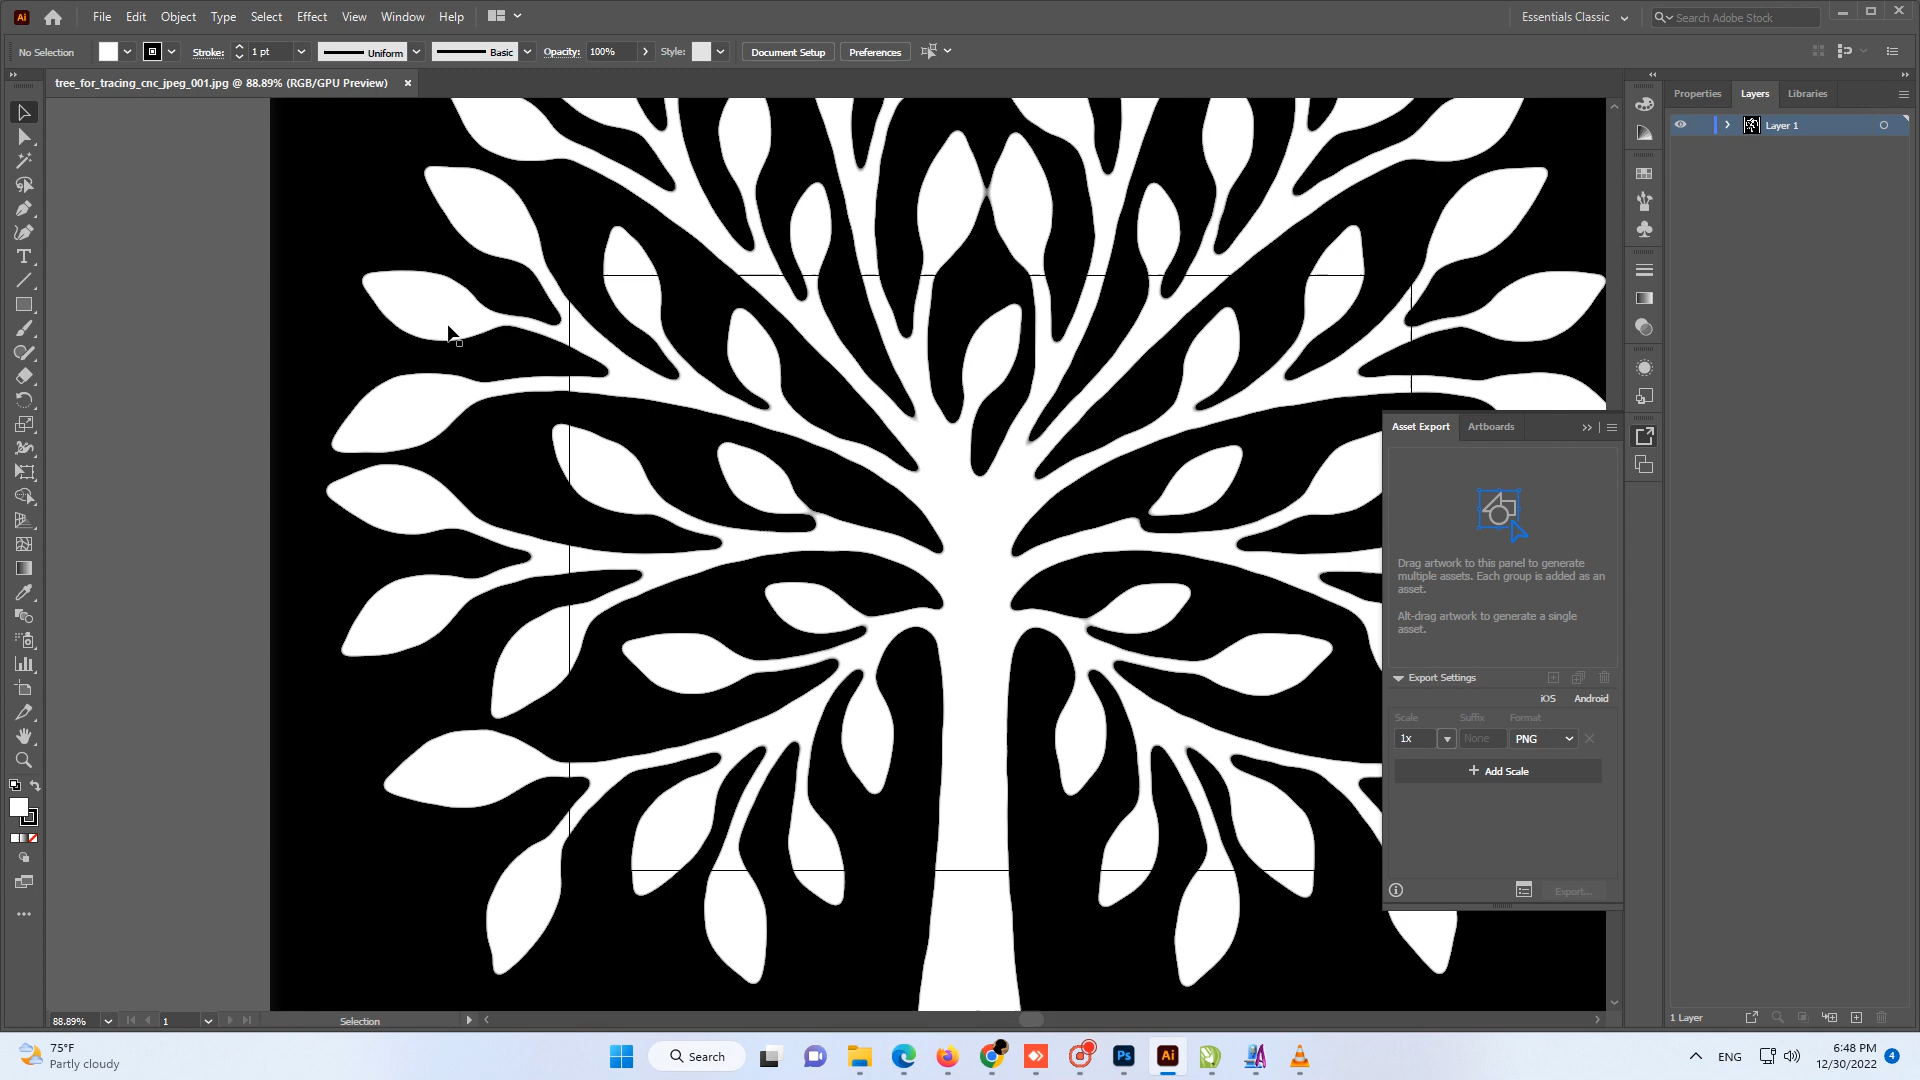 Ai File Edit Object Type Select Effect View Window Help Essentials Classic Search Adobe Stock
No Selection Stroke: 1 pt Uniform Basic Opacity: 100% Style: Document Setup Preferences
tree_for_tracing_cnc_jpeg_001.jpg @ 88.89% (RGB/GPU Preview)
Properties Layers Libraries
Layer 1
Asset Export Artboards
Drag artwork to this panel to generate
multiple assets. Each group is added as an
asset.
Alt-drag artwork to generate a single
asset.
Export Settings
iOS Android
Scale Suffix Format
1x None PNG
+ Add Scale
Export...
88.89% 1 Selection
1 Layer
75°F
Partly cloudy
Search
Ps Ai
ENG
6:48 PM
12/30/2022
4